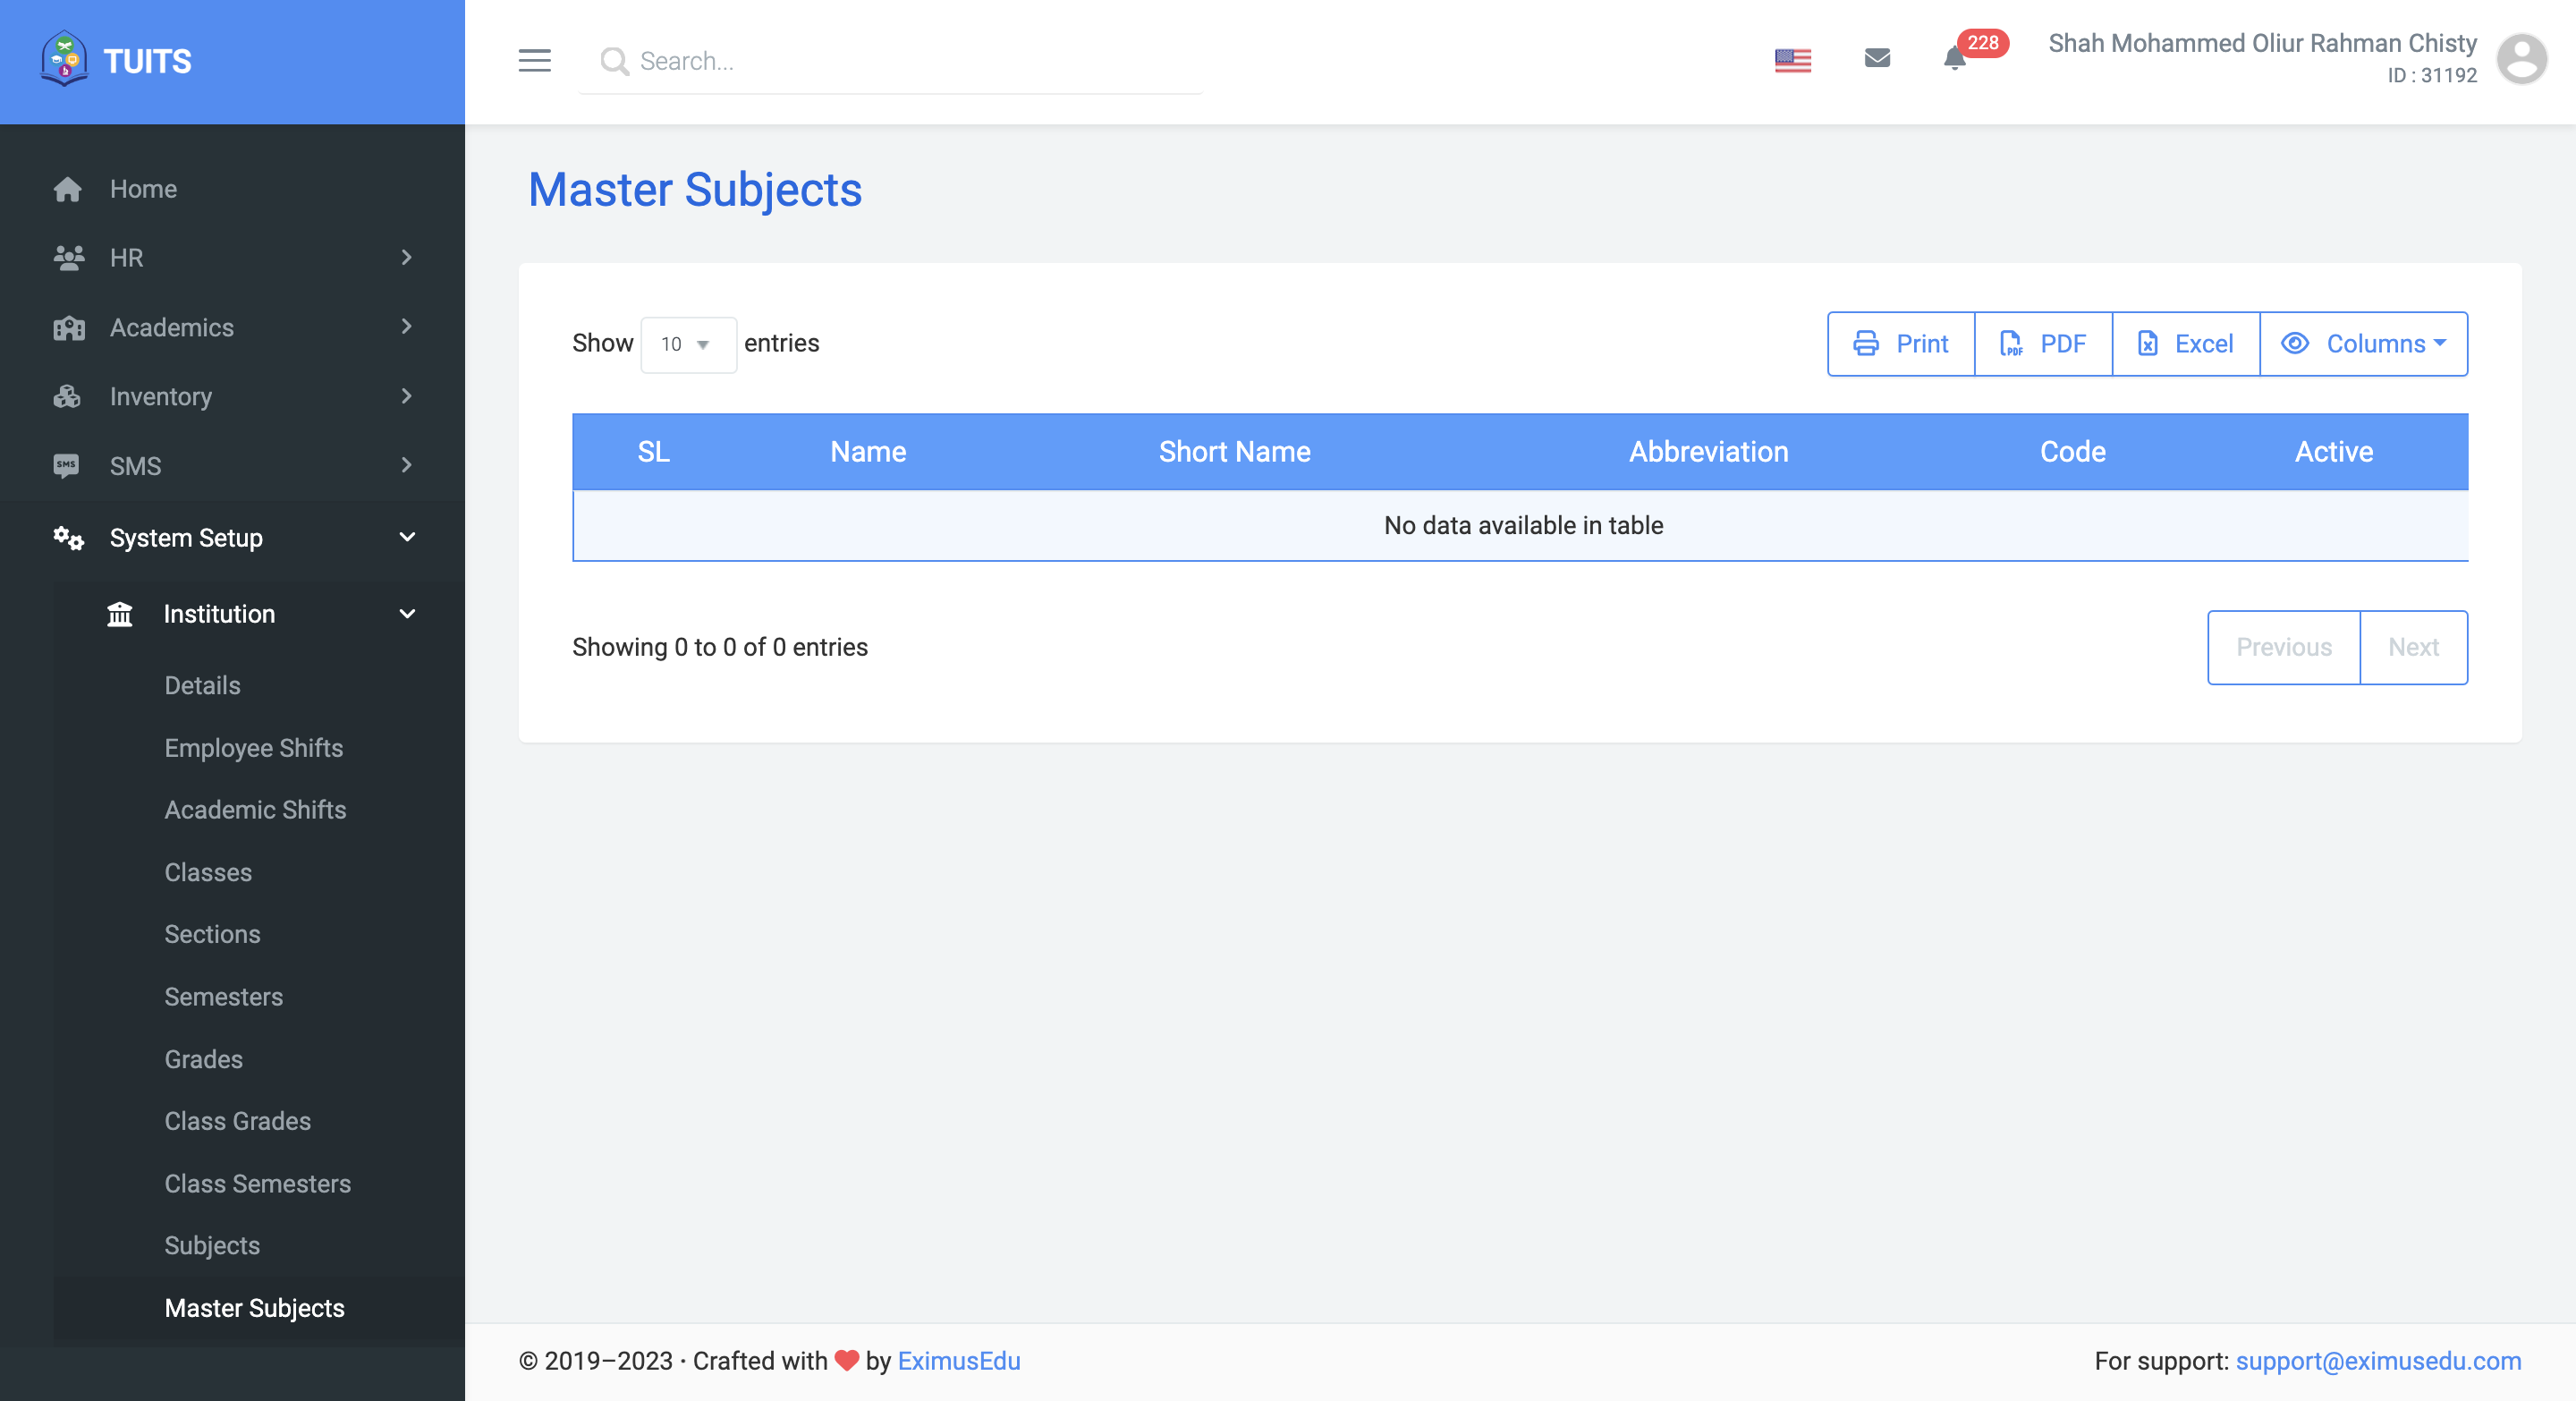 TUITS
Search...
228
Shah Mohammed Oliur Rahman Chisty
ID : 31192
Home
HR
Academics
Inventory
SMS
SMS
System Setup
Institution
Details
Employee Shifts
Academic Shifts
Classes
Sections
Semesters
Grades
Class Grades
Class Semesters
Subjects
Master Subjects
Master Subjects
Show 10 entries
Print PDF PDF Excel Columns
SL Name Short Name Abbreviation Code Active
No data available in table
Showing 0 to 0 of 0 entries
Previous Next
© 2019–2023 · Crafted with ❤ by EximusEdu
For support: support@eximusedu.com